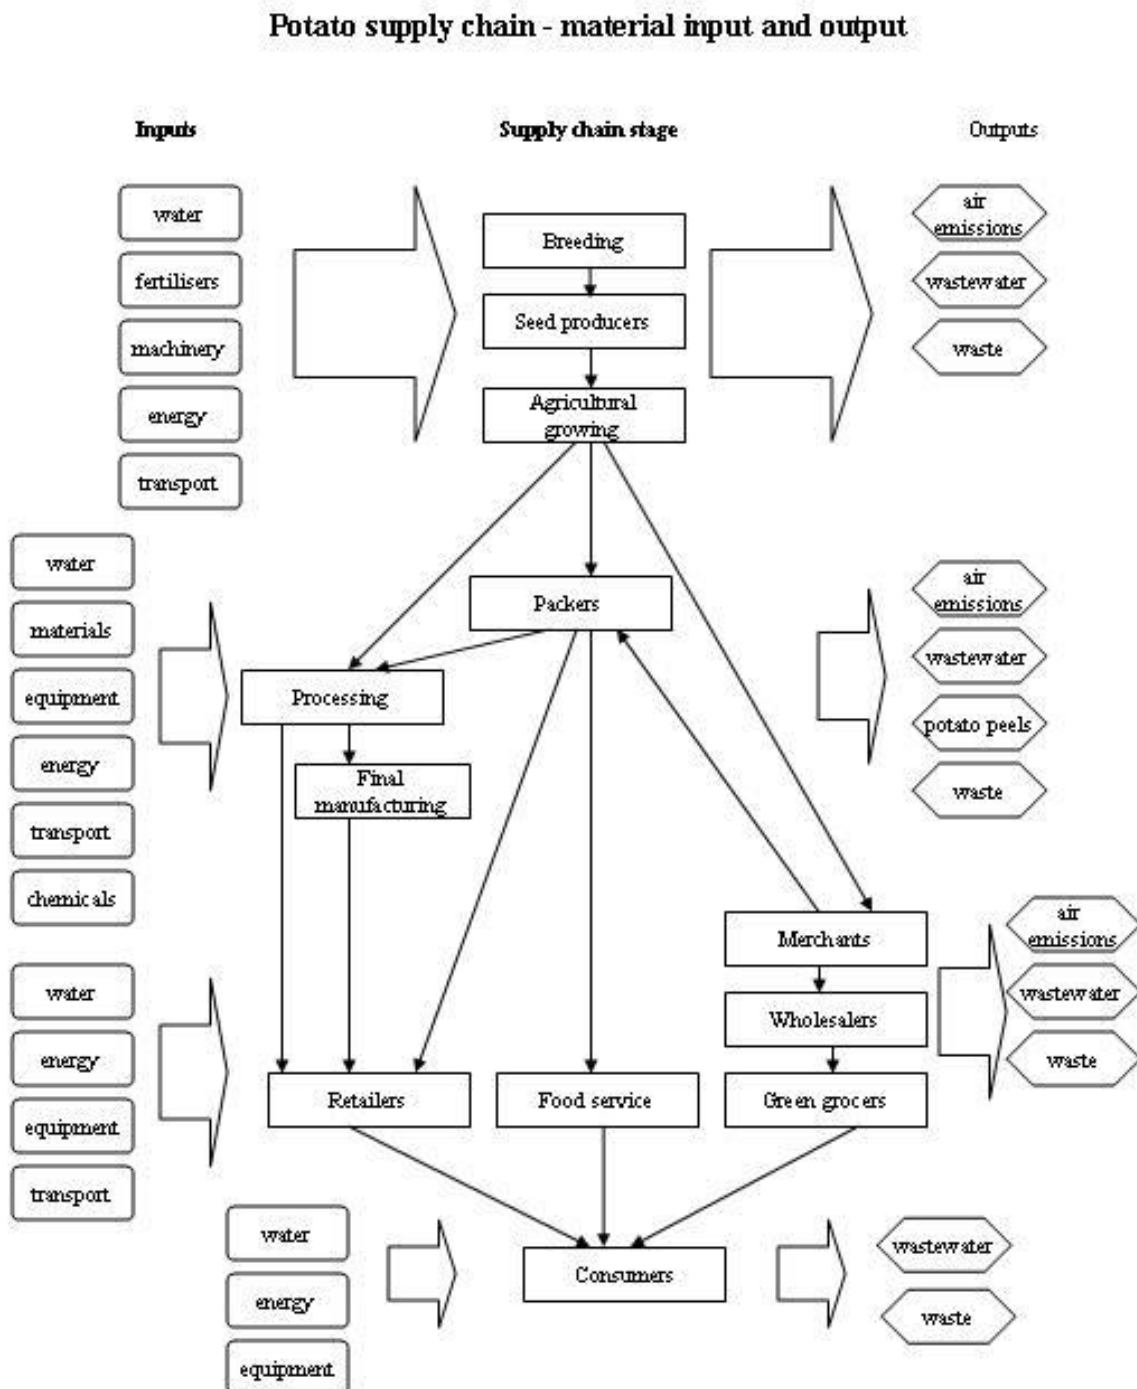 Potato supply chain - material input and output
Inputs
Supply chain stage
Outputs
water
fertilisers
machinery
energy
transport
Breeding
Seed producers
Agricultural
growing
air
emissions
wastewater
waste
water
materials
equipment
energy
transport
chemicals
Packers
Processing
Final
manufacturing
air
emissions
wastewater
potato peels
waste
water
energy
equipment
transport
Merchants
Wholesalers
Retailers
Food service
Green grocers
air
emissions
wastewater
waste
water
energy
equipment
Consumers
wastewater
waste